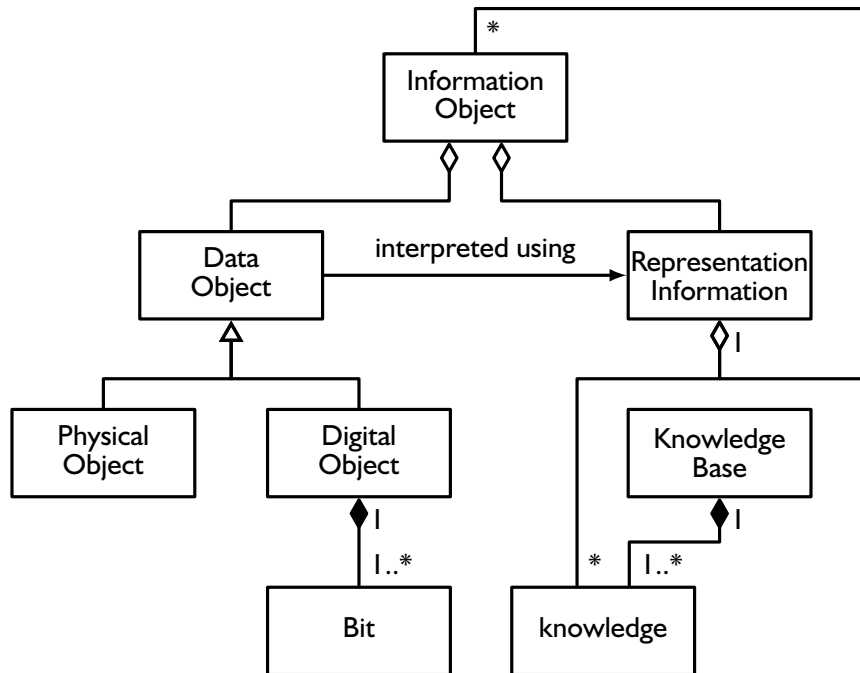 *
Information
Object
Data
Object
interpreted using
Representation
Information
1
Physical
Object
Digital
Object
Knowledge
Base
1
1
1..*
*
1..*
Bit
knowledge